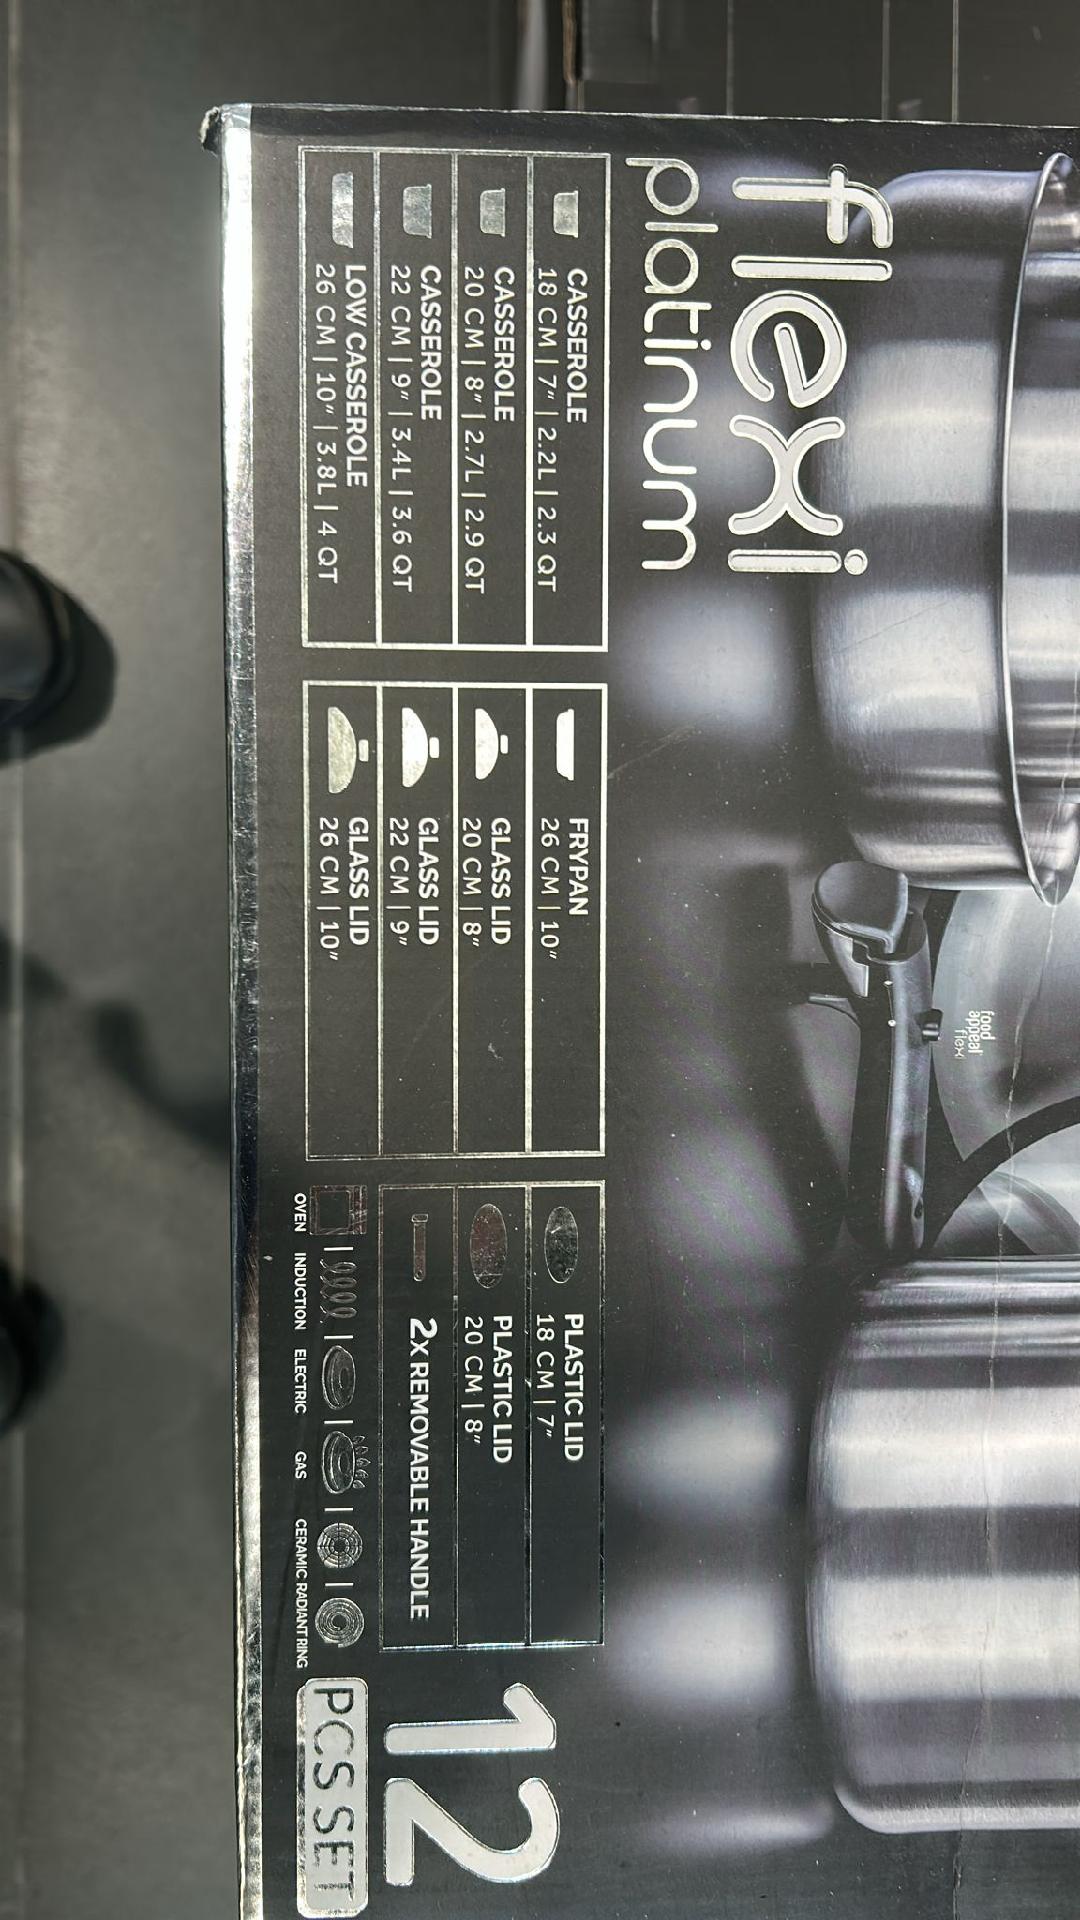 flexi
platinum
CASSEROLE
18 CM | 7" | 2.2L | 2.3 QT
CASSEROLE
20 CM | 8" | 2.7L | 2.9 QT
CASSEROLE
22 CM | 9" | 3.4L | 3.6 QT
LOW CASSEROLE
26 CM | 10" | 3.8L | 4 QT
FRYPAN
26 CM | 10"
GLASS LID
20 CM | 8"
GLASS LID
22 CM | 9"
GLASS LID
26 CM | 10"
PLASTIC LID
18 CM | 7"
PLASTIC LID
20 CM | 8"
2X REMOVABLE HANDLE
OVEN INDUCTION ELECTRIC GAS CERAMIC RADIANT RING
12
PCS SET
food
appeal
flexi